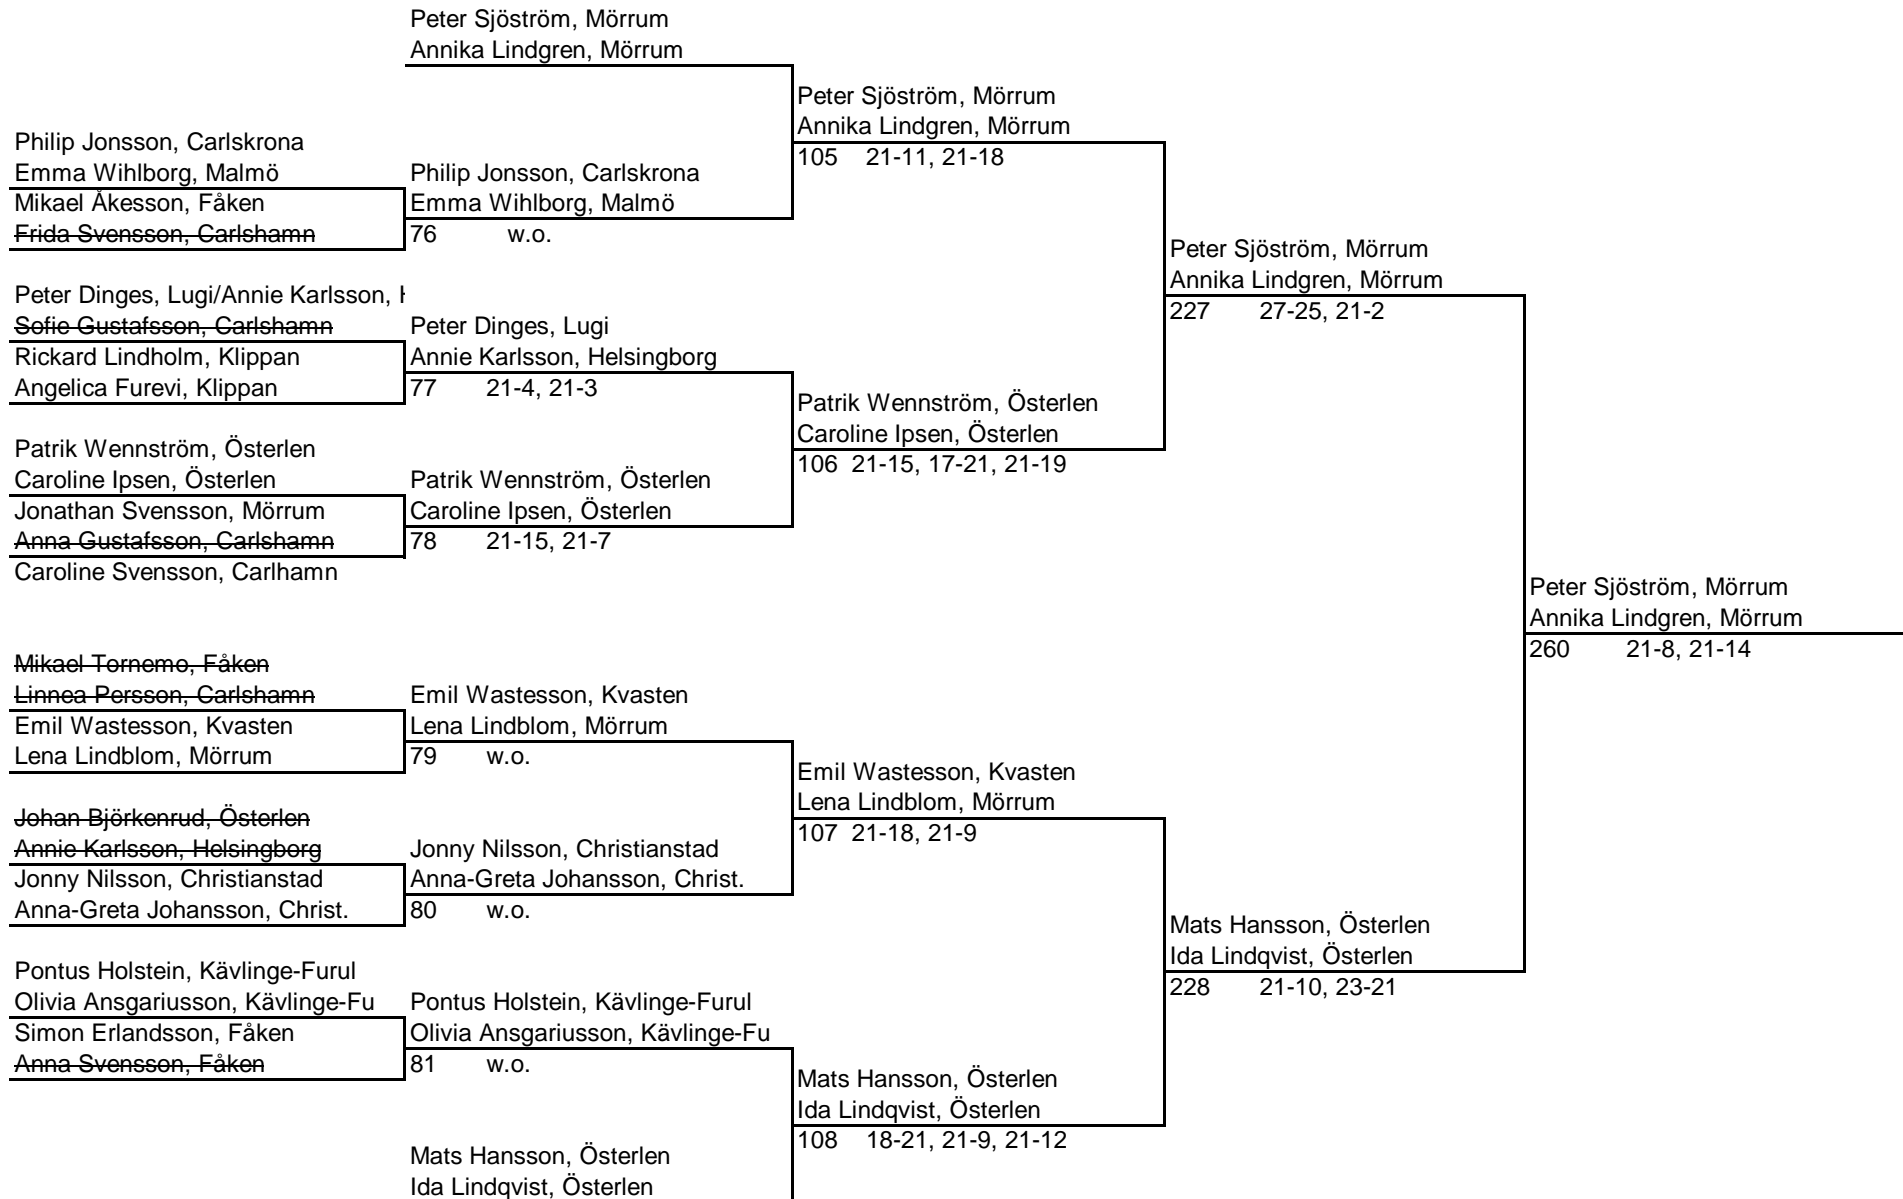 Peter Sjöström, Mörrum
Annika Lindgren, Mörrum
Peter Sjöström, Mörrum
Annika Lindgren, Mörrum
105 21-11, 21-18
Philip Jonsson, Carlskrona
Emma Wihlborg, Malmö
Mikael Åkesson, Fåken
Frida Svensson, Carlshamn
Philip Jonsson, Carlskrona
Emma Wihlborg, Malmö
76 w.o.
Peter Sjöström, Mörrum
Annika Lindgren, Mörrum
227 27-25, 21-2
Peter Dinges, Lugi/Annie Karlsson,
Sofie Gustafsson, Carlshamn
Rickard Lindholm, Klippan
Angelica Furevi, Klippan
Peter Dinges, Lugi
Annie Karlsson, Helsingborg
77 21-4, 21-3
Patrik Wennström, Österlen
Caroline Ipsen, Österlen
106 21-15, 17-21, 21-19
Patrik Wennström, Österlen
Caroline Ipsen, Österlen
Jonathan Svensson, Mörrum
Anna Gustafsson, Carlshamn
Caroline Svensson, Carlhamn
Patrik Wennström, Österlen
Caroline Ipsen, Österlen
78 21-15, 21-7
Peter Sjöström, Mörrum
Annika Lindgren, Mörrum
260 21-8, 21-14
Mikael Tornemo, Fåken
Linnea Persson, Carlshamn
Emil Wastesson, Kvasten
Lena Lindblom, Mörrum
Emil Wastesson, Kvasten
Lena Lindblom, Mörrum
79 w.o.
Emil Wastesson, Kvasten
Lena Lindblom, Mörrum
107 21-18, 21-9
Johan Björkenrud, Österlen
Annie Karlsson, Helsingborg
Jonny Nilsson, Christianstad
Anna-Greta Johansson, Christ.
Jonny Nilsson, Christianstad
Anna-Greta Johansson, Christ.
80 w.o.
Mats Hansson, Österlen
Ida Lindqvist, Österlen
228 21-10, 23-21
Pontus Holstein, Kävlinge-Furul
Olivia Ansgariusson, Kävlinge-Fu
Simon Erlandsson, Fåken
Anna Svensson, Fåken
Pontus Holstein, Kävlinge-Furul
Olivia Ansgariusson, Kävlinge-Fu
81 w.o.
Mats Hansson, Österlen
Ida Lindqvist, Österlen
108 18-21, 21-9, 21-12
Mats Hansson, Österlen
Ida Lindqvist, Österlen